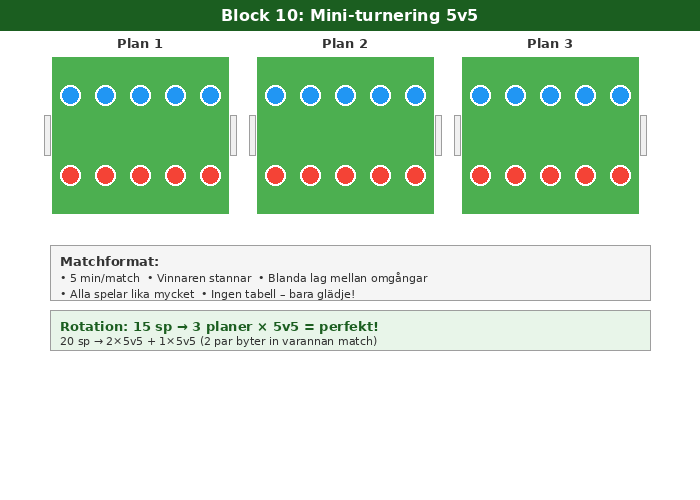 Block 10: Mini-turnering 5v5
Plan 1
Plan 2
Plan 3
Matchformat:
• 5 min/match • Vinnaren stannar • Blanda lag mellan omgångar
• Alla spelar lika mycket • Ingen tabell – bara glädje!
Rotation: 15 sp → 3 planer × 5v5 = perfekt!
20 sp → 2×5v5 + 1×5v5 (2 par byter in varannan match)